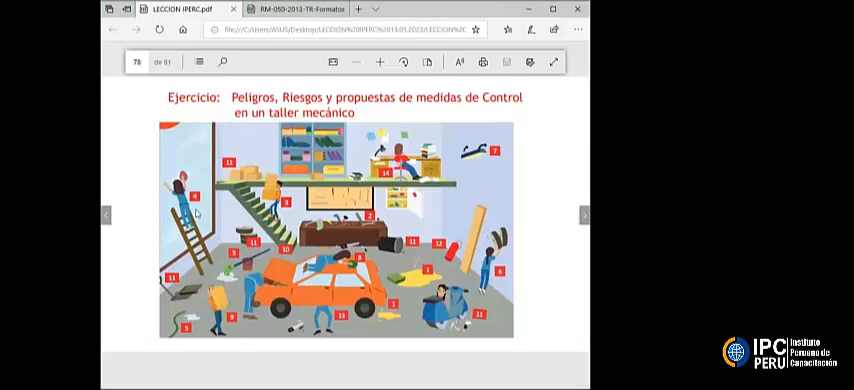 LECCION IPERC.pdf
RM-050-2013-TR-Formatos
file:///C:/Users/ASUS/Desktop/LECCION%20IPERC%2013.05.2023/LECCION%2C
78 de 81
Ejercicio: Peligros, Riesgos y propuestas de medidas de Control
en un taller mecánico
11
14
7
4
3
2
5
11
10
11
12
8
1
6
11
1
9
13
11
5
IPC PERU
Instituto
Peruano de
Capacitación